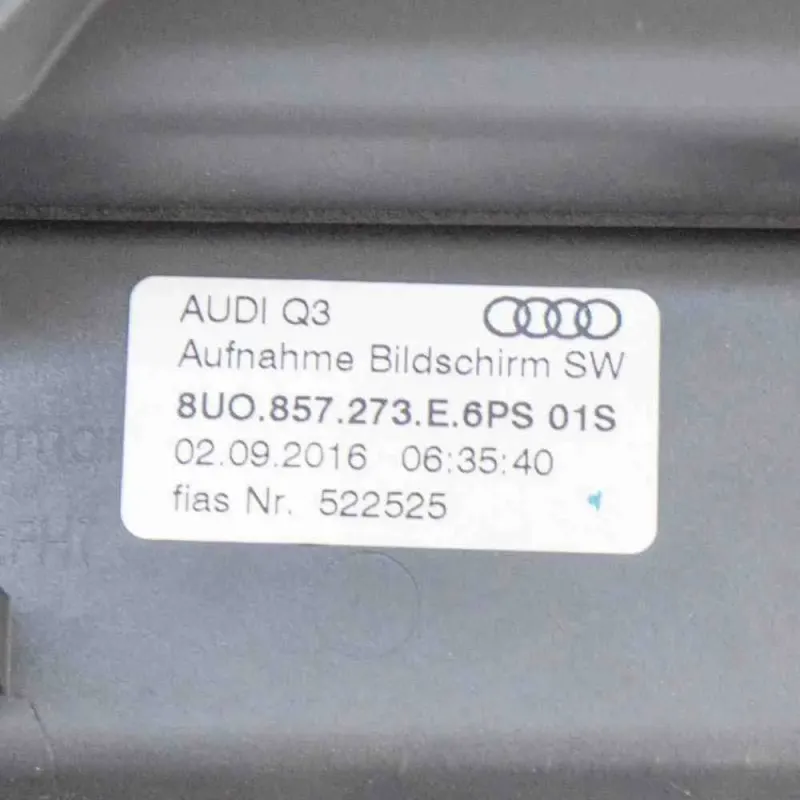 AUDI Q3
Aufnahme Bildschirm SW
8UO.857.273.E.6PS 01S
02.09.2016 06:35:40
fias Nr. 522525